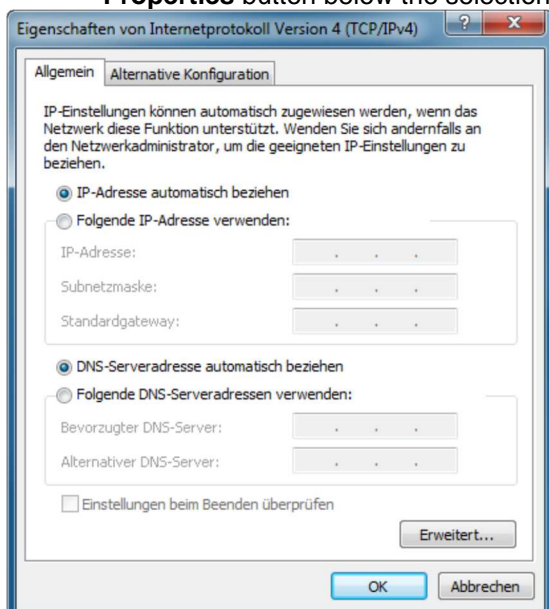 Properties button below the selection
Eigenschaften von Internetprotokoll Version 4 (TCP/IPv4)
Allgemein Alternative Konfiguration
IP-Einstellungen können automatisch zugewiesen werden, wenn das
Netzwerk diese Funktion unterstützt. Wenden Sie sich andernfalls an
den Netzwerkadministrator, um die geeigneten IP-Einstellungen zu
beziehen.
IP-Adresse automatisch beziehen
Folgende IP-Adresse verwenden:
IP-Adresse:
Subnetzmaske:
Standardgateway:
DNS-Serveradresse automatisch beziehen
Folgende DNS-Serveradressen verwenden:
Bevorzugter DNS-Server:
Alternativer DNS-Server:
Einstellungen beim Beenden überprüfen
Erweitert...
OK Abbrechen